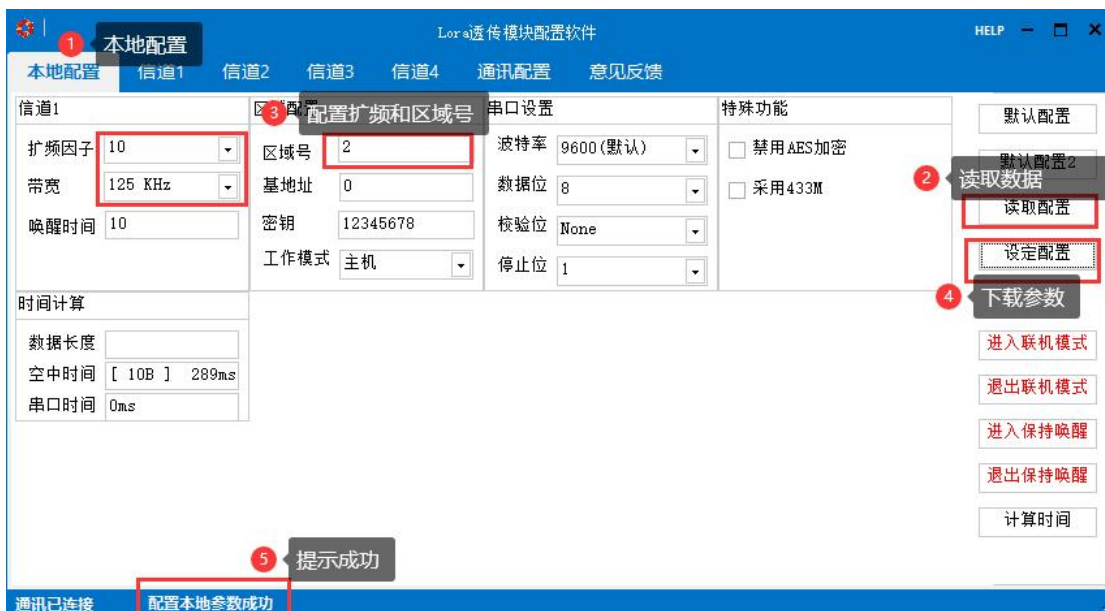 Lora透传模块配置软件
HELP
1 本地配置
本地配置 信道1 信道2 信道3 信道4 通讯配置 意见反馈
信道1
扩频因子 10
带宽 125 KHz
唤醒时间 10
3 配置扩频和区域号
区域号 2
基地址 0
密钥 12345678
工作模式 主机
串口设置
波特率 9600(默认)
数据位 8
校验位 None
停止位 1
特殊功能
禁用AES加密
采用433M
默认配置
默认配置2
2 读取数据
读取配置
设定配置
4 下载参数
进入联机模式
退出联机模式
进入保持唤醒
退出保持唤醒
计算时间
时间计算
数据长度
空中时间 [ 10B ] 289ms
串口时间 0ms
5 提示成功
通讯已连接 配置本地参数成功